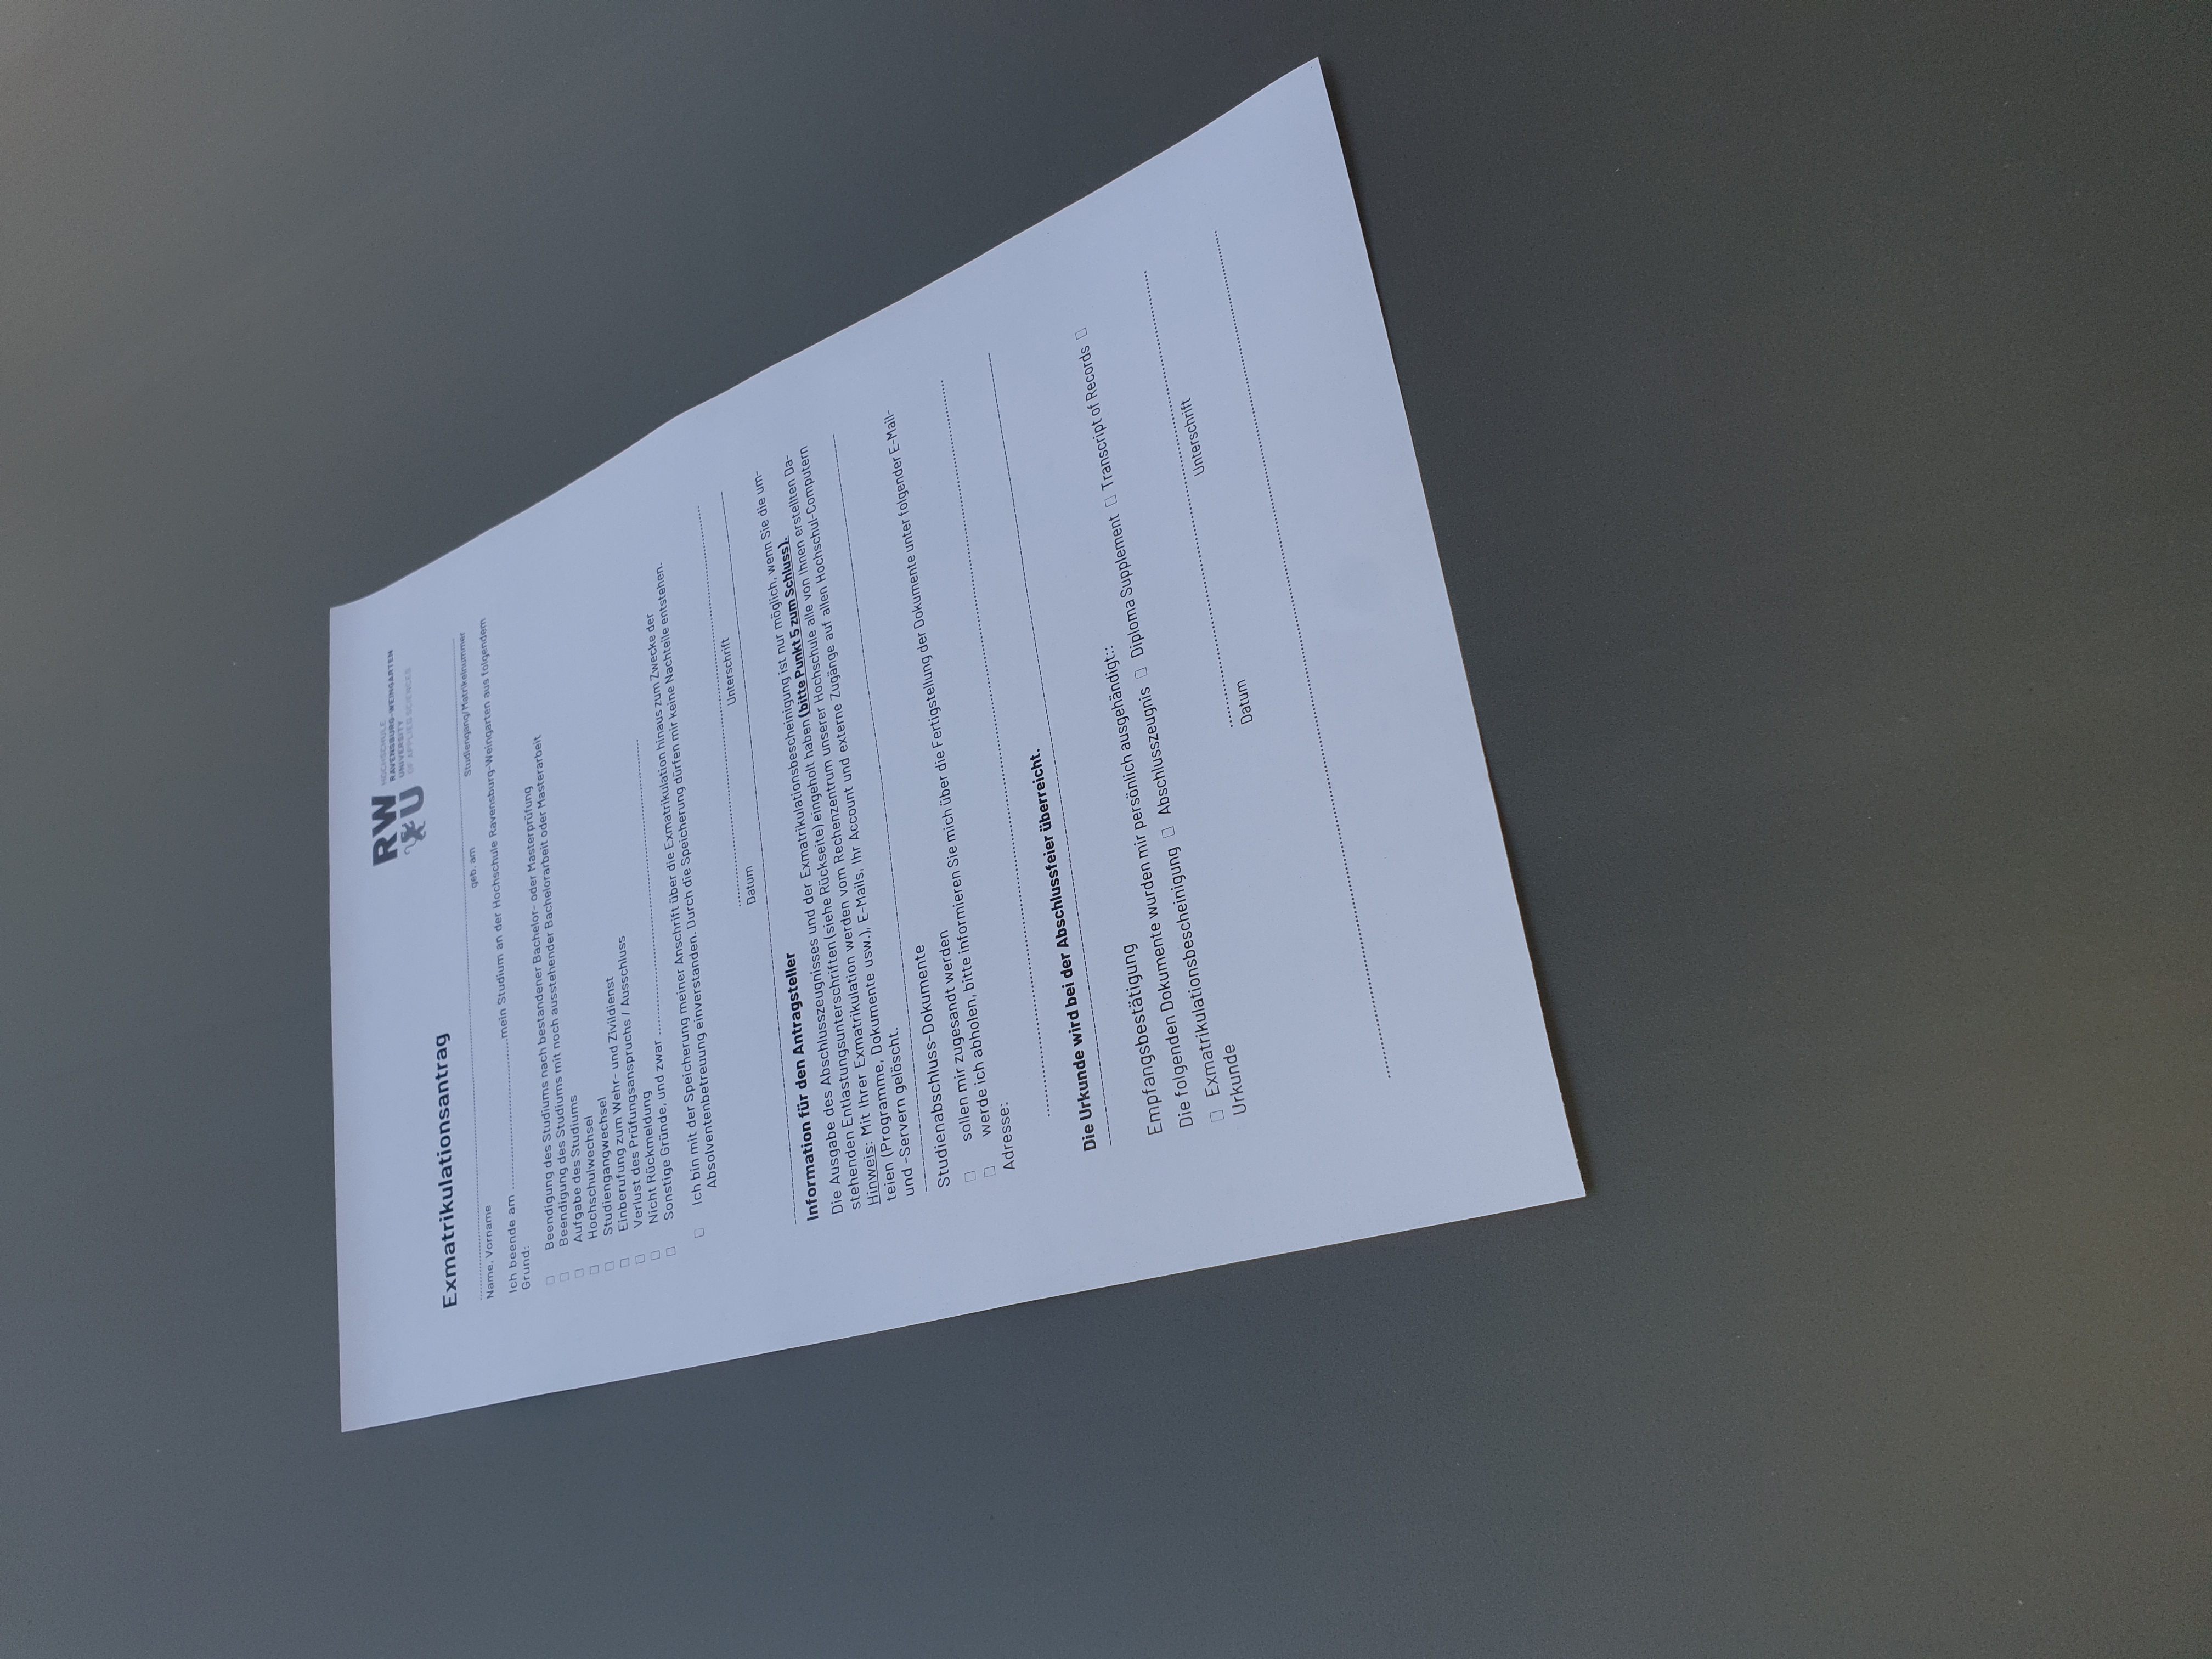 RW
U
HOCHSCHULE
RAVENSBURG-WEINGARTEN
UNIVERSITY
OF APPLIED SCIENCES
Exmatrikulationsantrag
Name, Vorname geb. am Studiengang/Matrikelnummer
Ich beende am ........................................mein Studium an der Hochschule Ravensburg-Weingarten aus folgendem
Grund:
Beendigung des Studiums nach bestandener Bachelor- oder Masterprüfung
Beendigung des Studiums mit noch ausstehender Bachelorarbeit oder Masterarbeit
Aufgabe des Studiums
Hochschulwechsel
Studiengangwechsel
Einberufung zum Wehr- und Zivildienst
Verlust des Prüfungsanspruchs / Ausschluss
Nicht Rückmeldung
Sonstige Gründe, und zwar ........................................
Ich bin mit der Speicherung meiner Anschrift über die Exmatrikulation hinaus zum Zwecke der
Absolventenbetreuung einverstanden. Durch die Speicherung dürfen mir keine Nachteile entstehen.
Datum Unterschrift
Information für den Antragsteller
Die Ausgabe des Abschlusszeugnisses und der Exmatrikulationsbescheinigung ist nur möglich, wenn Sie die um-
stehenden Entlastungsunterschriften (siehe Rückseite) eingeholt haben (bitte Punkt 5 zum Schluss).
Hinweis: Mit Ihrer Exmatrikulation werden vom Rechenzentrum unserer Hochschule alle von Ihnen erstellten Da-
teien (Programme, Dokumente usw.), E-Mails, Ihr Account und externe Zugänge auf allen Hochschul-Computern
und -Servern gelöscht.
Studienabschluss-Dokumente
sollen mir zugesandt werden
werde ich abholen, bitte informieren Sie mich über die Fertigstellung der Dokumente unter folgender E-Mail-
Adresse:
Die Urkunde wird bei der Abschlussfeier überreicht.
Empfangsbestätigung
Die folgenden Dokumente wurden mir persönlich ausgehändigt::
Exmatrikulationsbescheinigung Abschlusszeugnis Diploma Supplement Transcript of Records
Urkunde
Datum Unterschrift